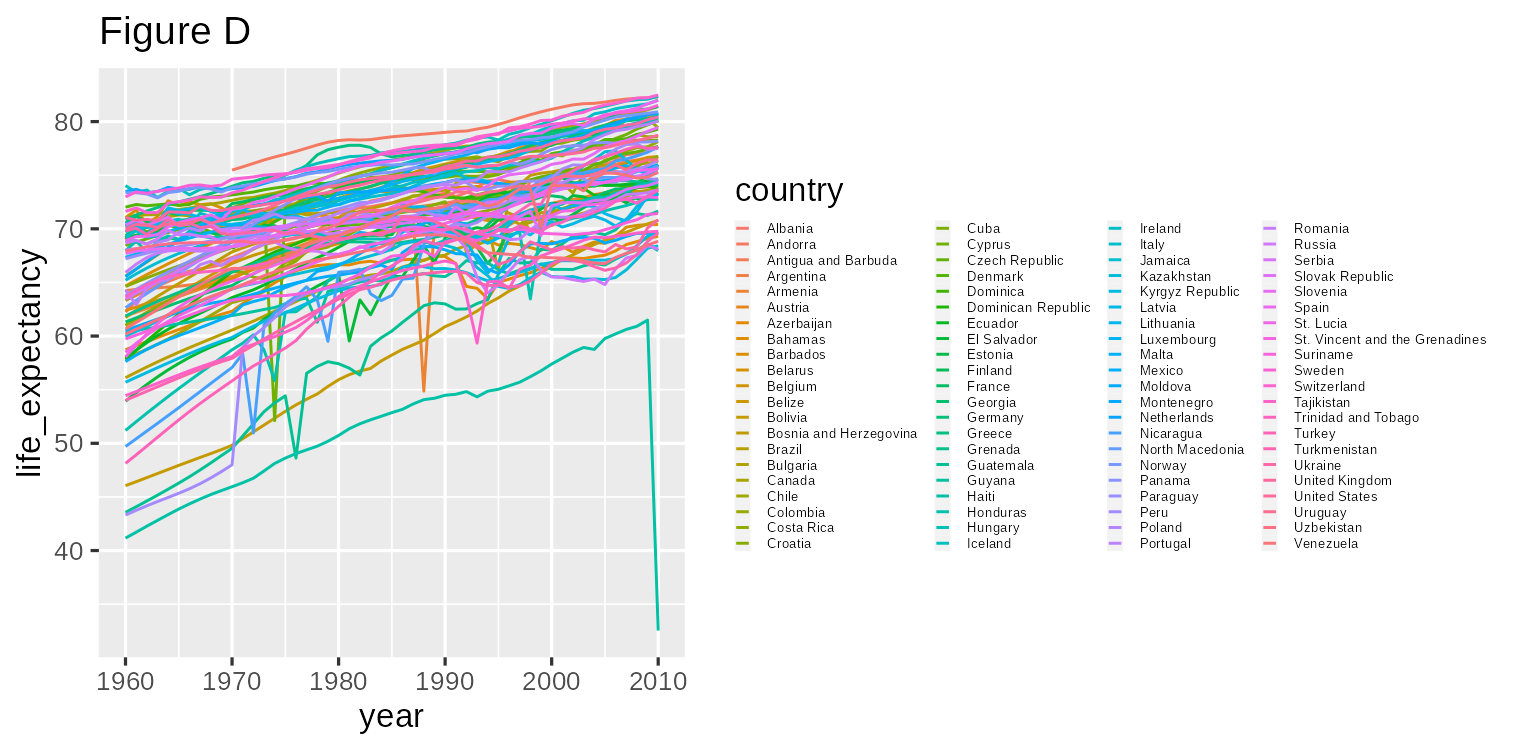 Figure D
life_expectancy
80
70
60
50
40
1960 1970 1980 1990 2000 2010
year
country
Albania
Andorra
Antigua and Barbuda
Argentina
Armenia
Austria
Azerbaijan
Bahamas
Barbados
Belarus
Belgium
Belize
Bolivia
Bosnia and Herzegovina
Brazil
Bulgaria
Canada
Chile
Colombia
Costa Rica
Croatia
Cuba
Cyprus
Czech Republic
Denmark
Dominica
Dominican Republic
Ecuador
El Salvador
Estonia
Finland
France
Georgia
Germany
Greece
Grenada
Guatemala
Guyana
Haiti
Honduras
Hungary
Iceland
Ireland
Italy
Jamaica
Kazakhstan
Kyrgyz Republic
Latvia
Lithuania
Luxembourg
Malta
Mexico
Moldova
Montenegro
Netherlands
Nicaragua
North Macedonia
Norway
Panama
Paraguay
Peru
Poland
Portugal
Romania
Russia
Serbia
Slovak Republic
Slovenia
Spain
St. Lucia
St. Vincent and the Grenadines
Suriname
Sweden
Switzerland
Tajikistan
Trinidad and Tobago
Turkey
Turkmenistan
Ukraine
United Kingdom
United States
Uruguay
Uzbekistan
Venezuela